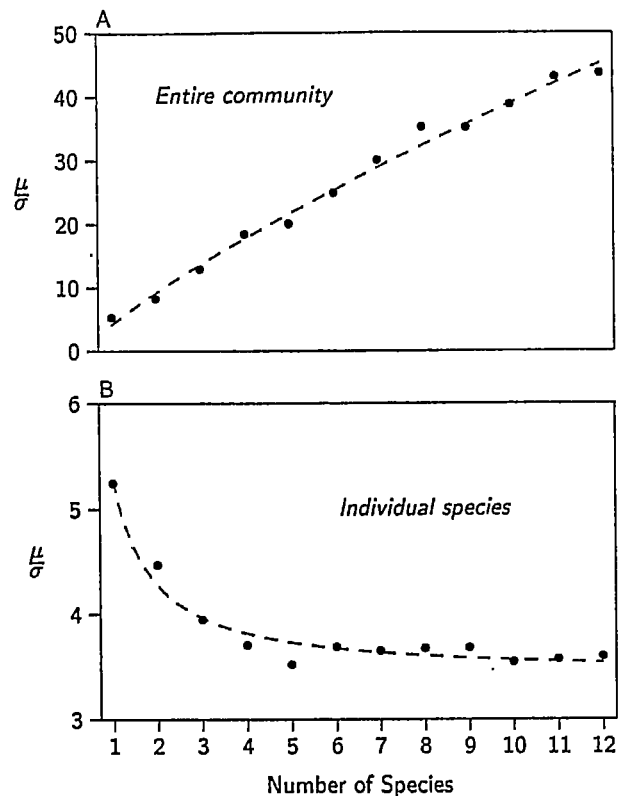 A
50
Entire community
40
30
μ/σ
20
10
0
B
6
Individual species
5
μ/σ
4
3
1 2 3 4 5 6 7 8 9 10 11 12
Number of Species